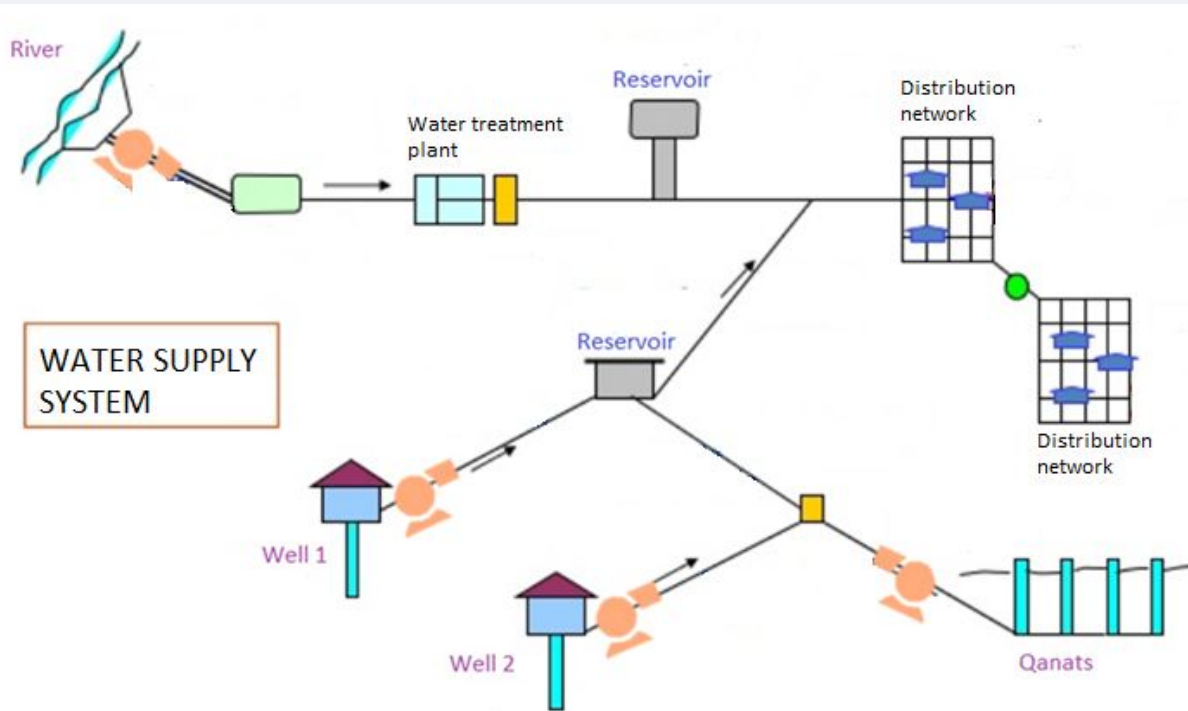 River
Reservoir
Distribution
network
Water treatment
plant
WATER SUPPLY
SYSTEM
Reservoir
Distribution
network
Well 1
Well 2
Qanats